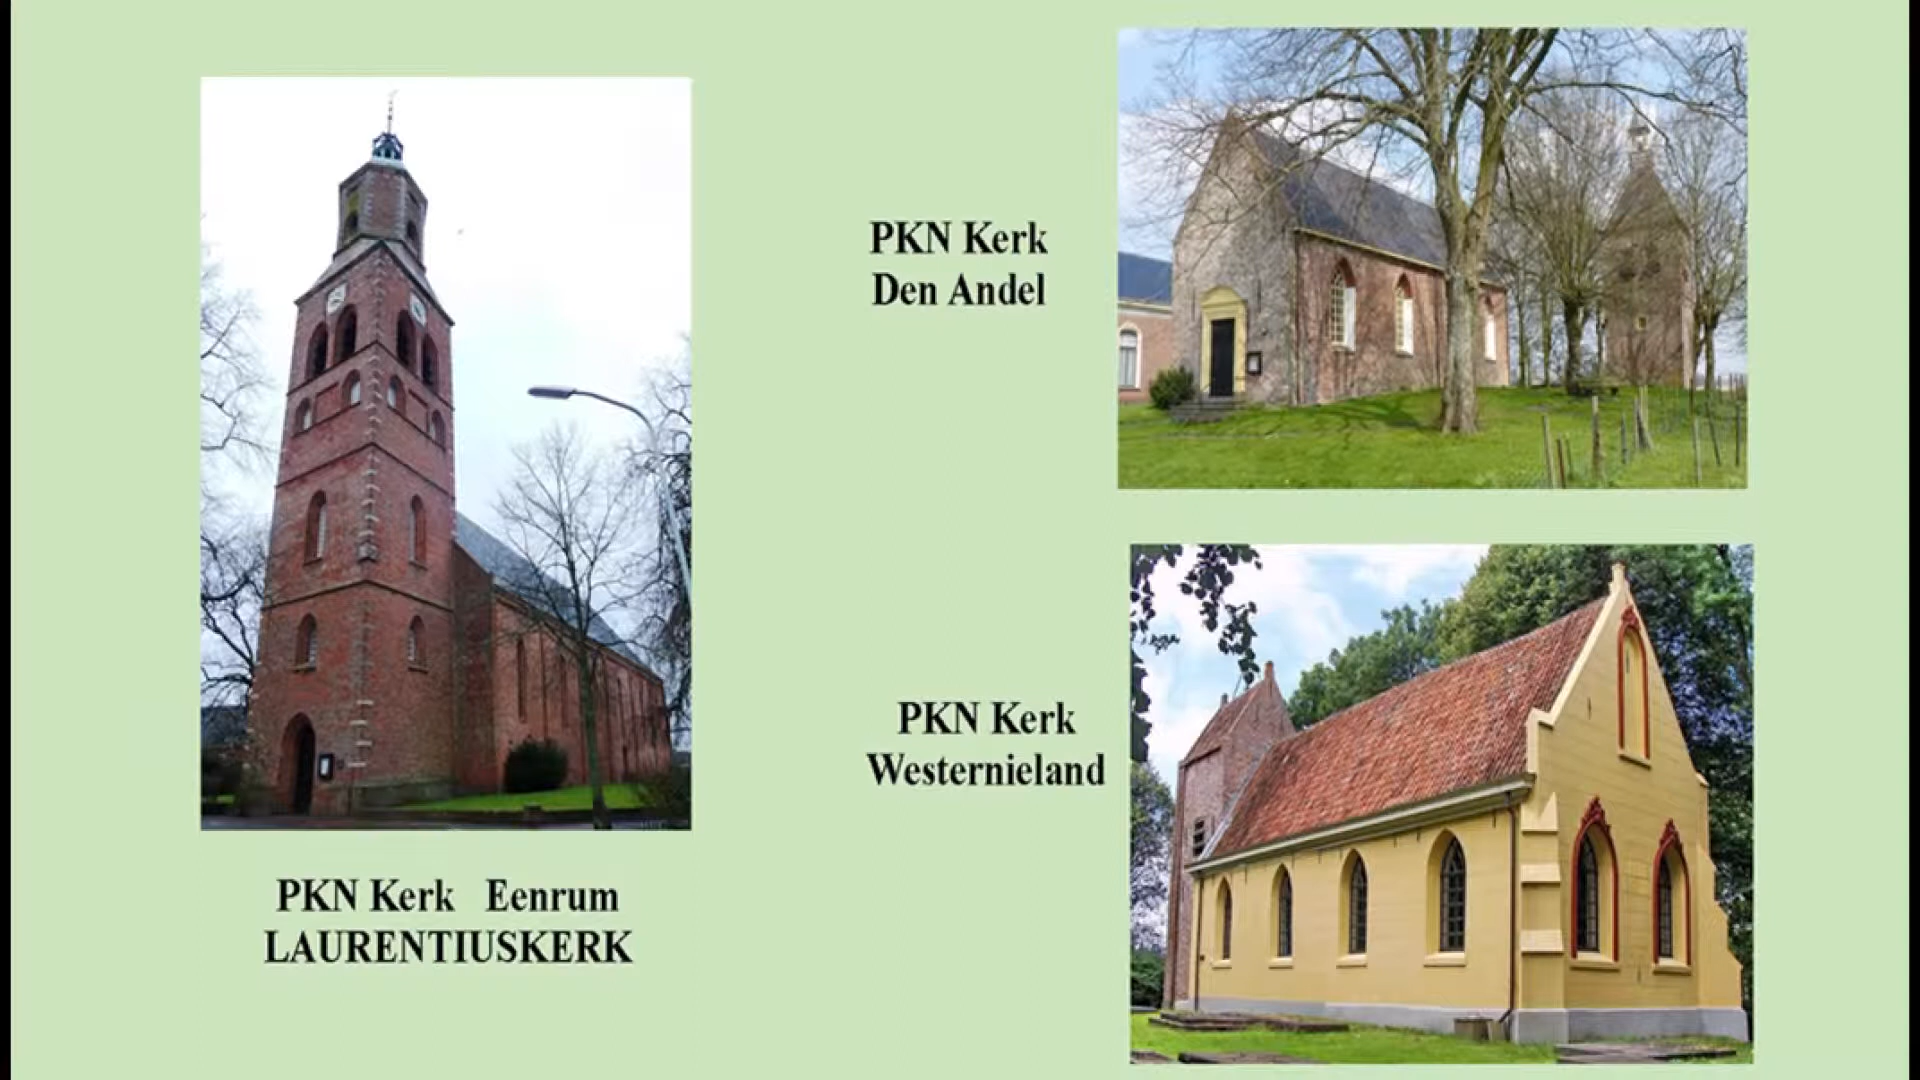 PKN Kerk
Den Andel
PKN Kerk
Westernieland
PKN Kerk   Eenrum
LAURENTIUSKERK